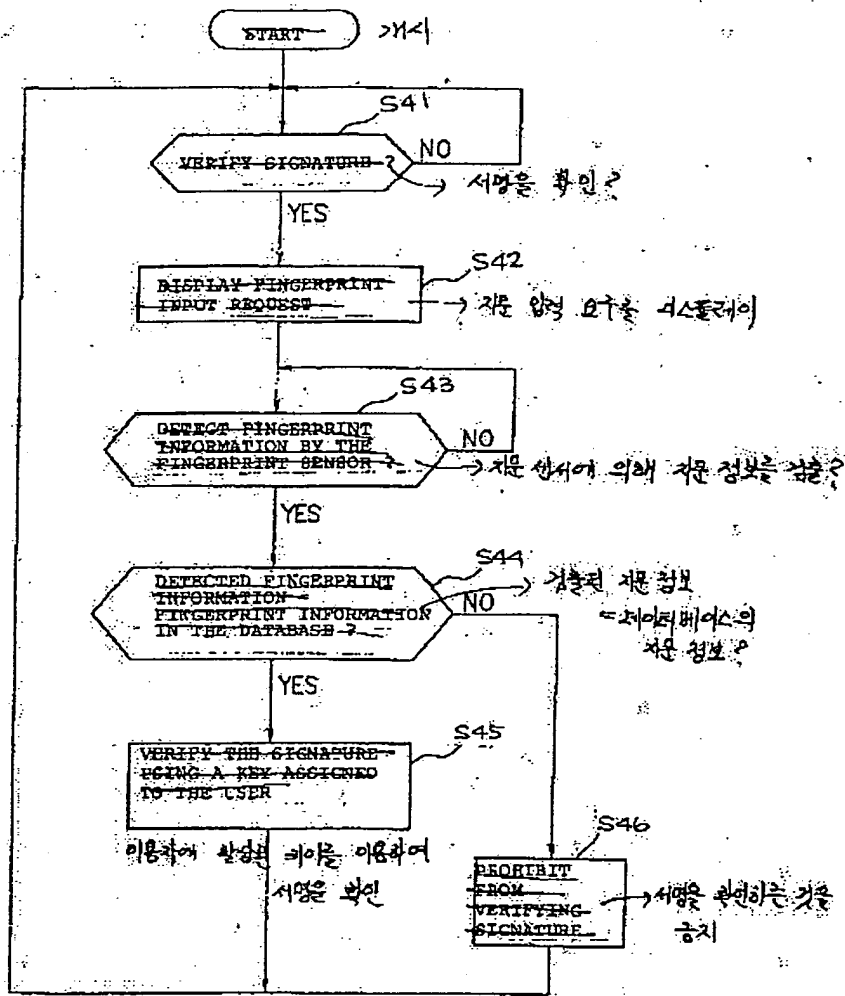 START 개시
S41
VERIFY SIGNATURE ? NO
서명을 확인?
YES
S42
DISPLAY FINGERPRINT
INPUT REQUEST
지문 입력 요구를 디스플레이
S43
DETECT FINGERPRINT
INFORMATION BY THE
FINGERPRINT SENSOR ?
NO
지문 센서에 의해 지문 정보를 검출?
YES
S44
DETECTED FINGERPRINT
INFORMATION
FINGERPRINT INFORMATION
IN THE DATABASE ?
NO
검출된 지문 정보
= 데이터베이스의
지문 정보?
YES
S45
VERIFY THE SIGNATURE
USING A KEY ASSIGNED
TO THE USER
이용자에 할당된 키이를 이용하여
서명을 확인
S46
PROHIBIT
FROM
VERIFYING
SIGNATURE
서명을 확인하는 것을
금지